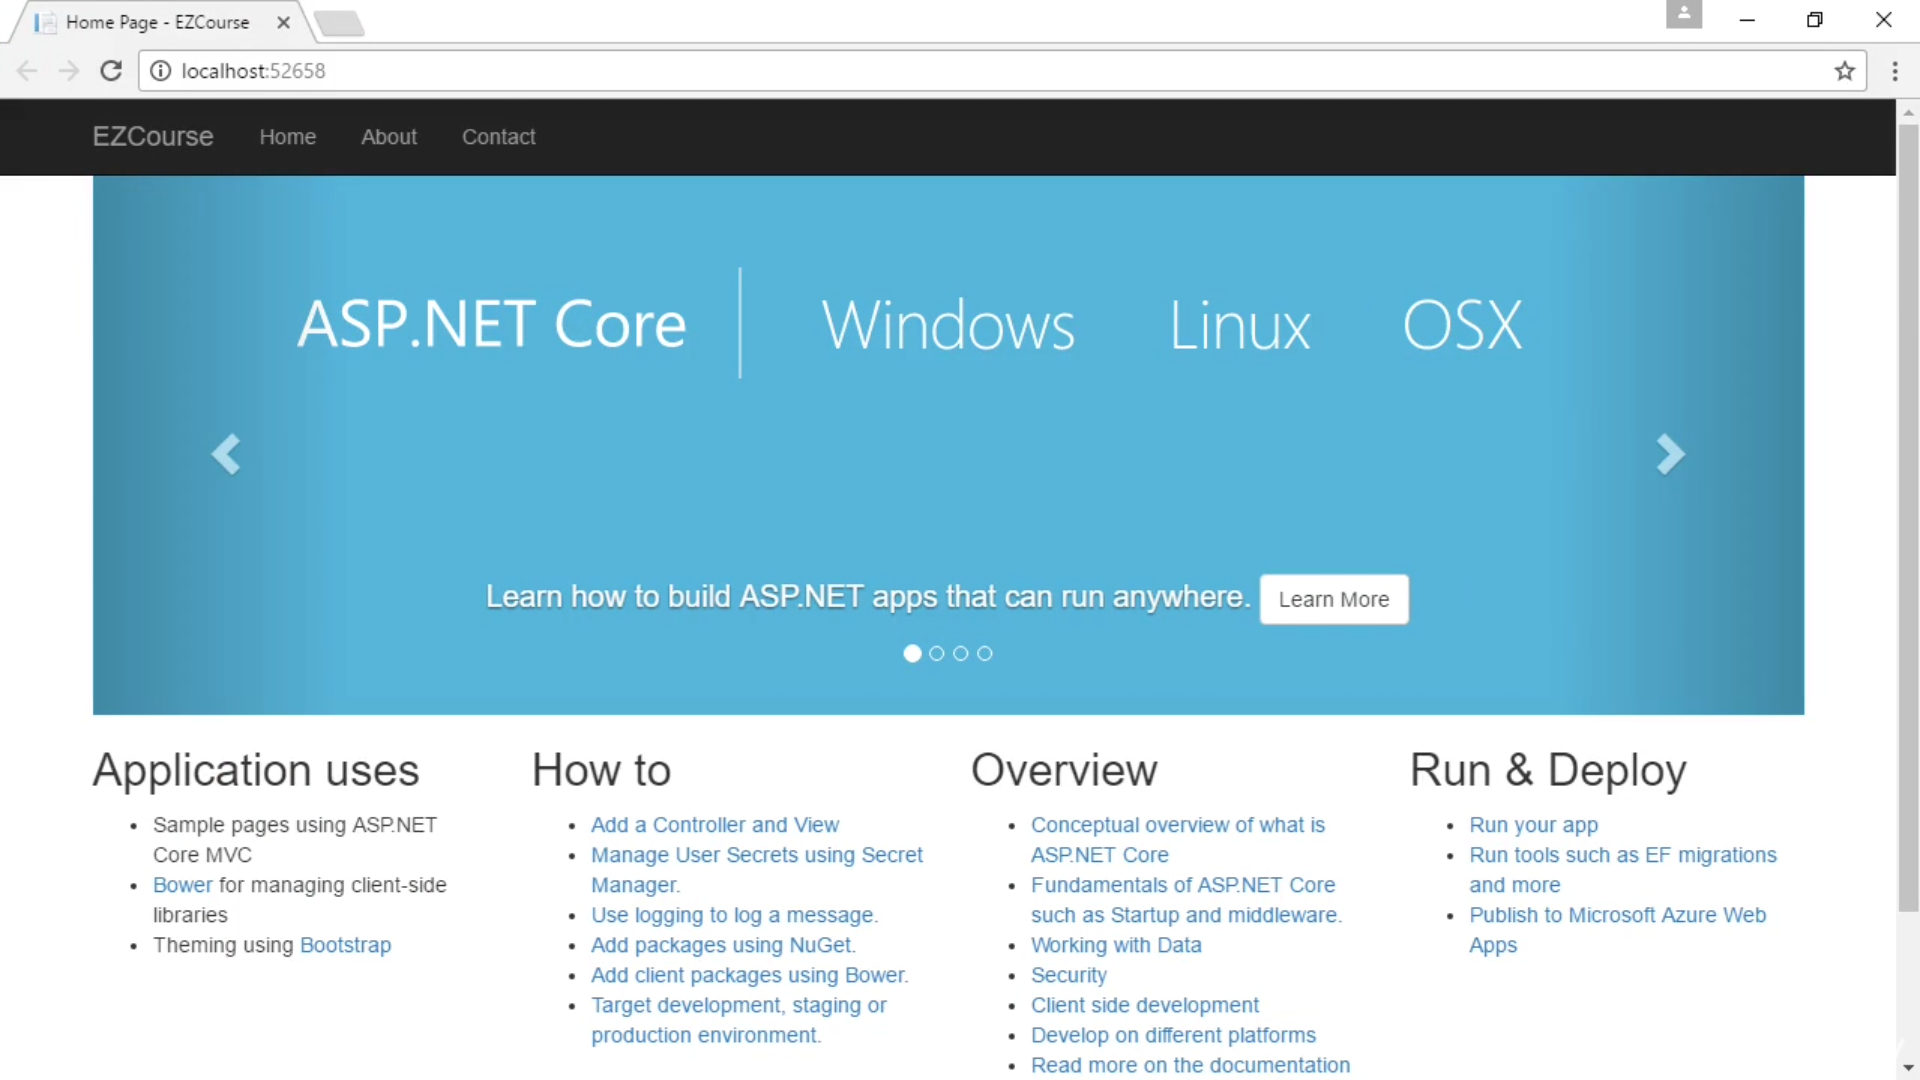 Home Page - EZCourse
localhost:52658
EZCourse Home About Contact
ASP.NET Core Windows Linux OSX
Learn how to build ASP.NET apps that can run anywhere. Learn More
Application uses
Sample pages using ASP.NET
Core MVC
Bower for managing client-side
libraries
Theming using Bootstrap
How to
Add a Controller and View
Manage User Secrets using Secret
Manager.
Use logging to log a message.
Add packages using NuGet.
Add client packages using Bower.
Target development, staging or
production environment.
Overview
Conceptual overview of what is
ASP.NET Core
Fundamentals of ASP.NET Core
such as Startup and middleware.
Working with Data
Security
Client side development
Develop on different platforms
Read more on the documentation
Run & Deploy
Run your app
Run tools such as EF migrations
and more
Publish to Microsoft Azure Web
Apps